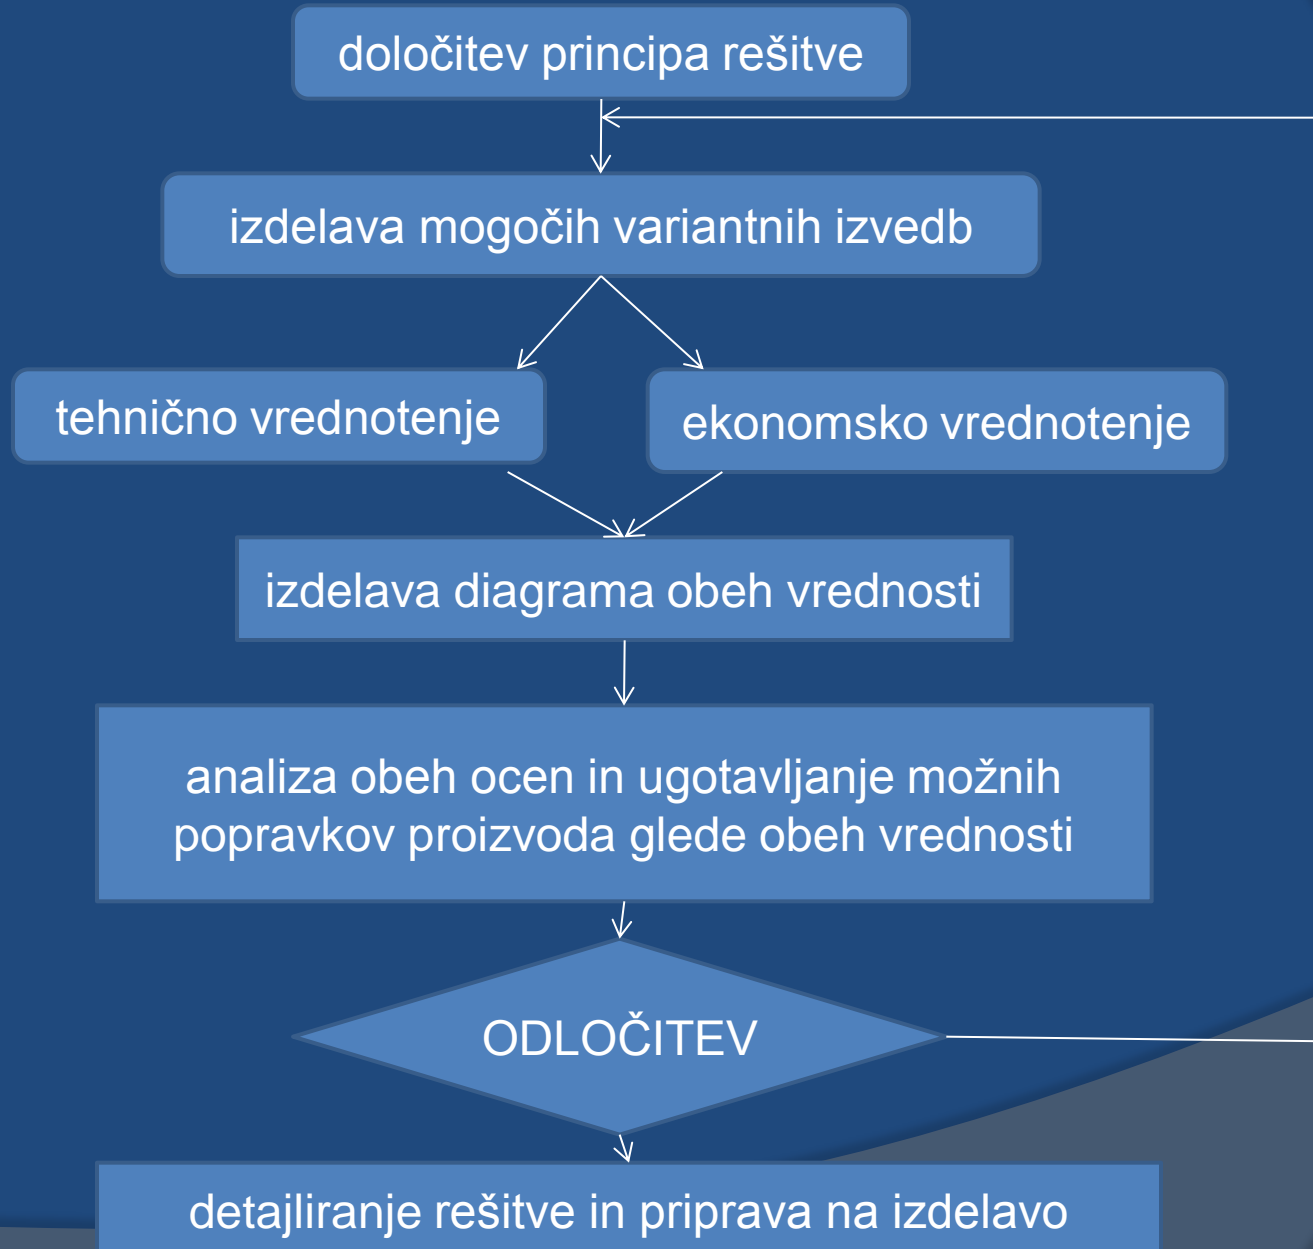 določitev principa rešitve
izdelava mogočih variantnih izvedb
tehnično vrednotenje
ekonomsko vrednotenje
izdelava diagrama obeh vrednosti
analiza obeh ocen in ugotavljanje možnih
popravkov proizvoda glede obeh vrednosti
ODLOČITEV
detajliranje rešitve in priprava na izdelavo